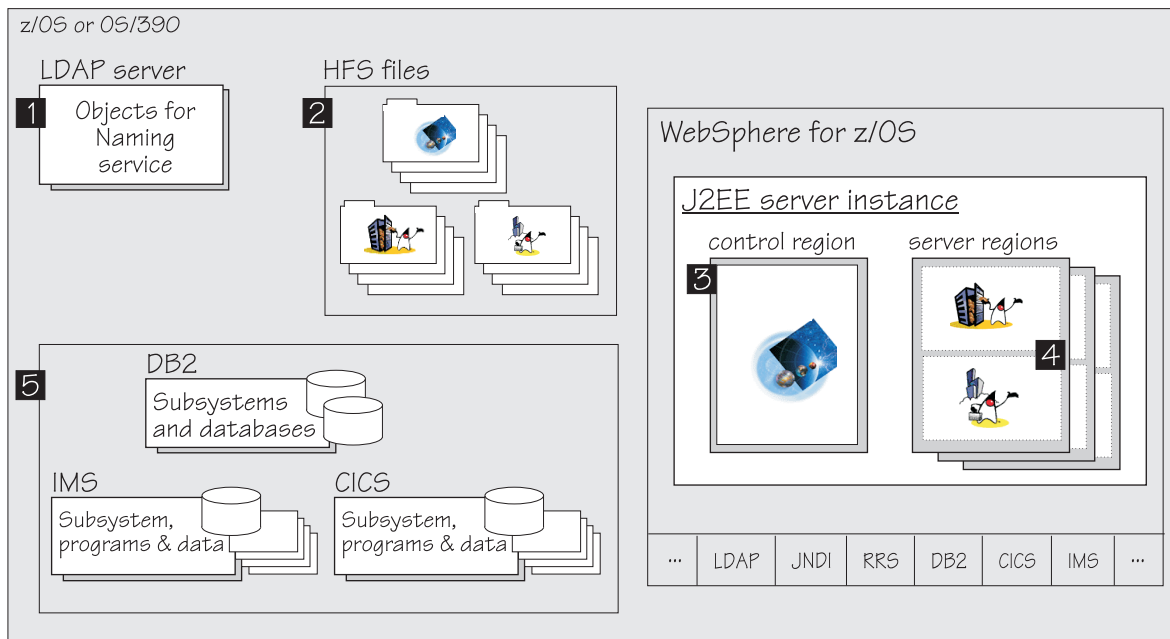 z/OS or OS/390
LDAP server
1
Objects for
Naming
service
HFS files
2
WebSphere for z/OS
J2EE server instance
control region
3
server regions
4
5
DB2
Subsystems
and databases
IMS
Subsystem,
programs & data
CICS
Subsystem,
programs & data
... LDAP JNDI RRS DB2 CICS IMS ...